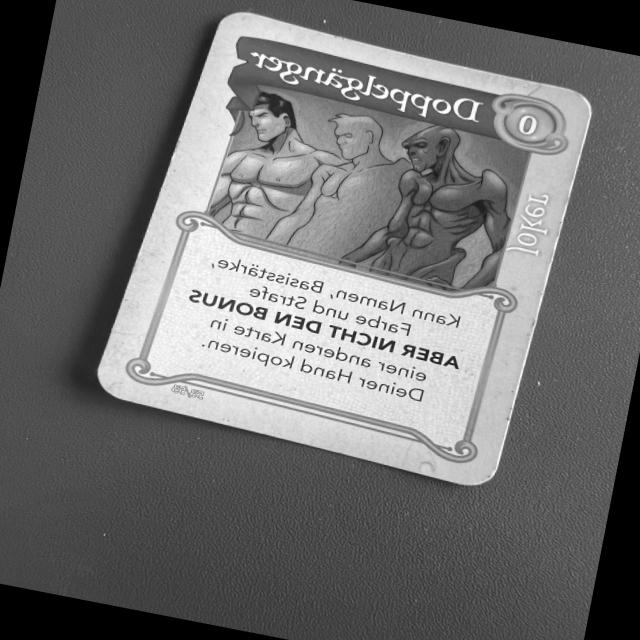 Doppelgänger
0
Joker
Kann Namen, Basisstärke,
Farbe und Strafe
ABER NICHT DEN BONUS
einer anderen Karte in
Deiner Hand kopieren.